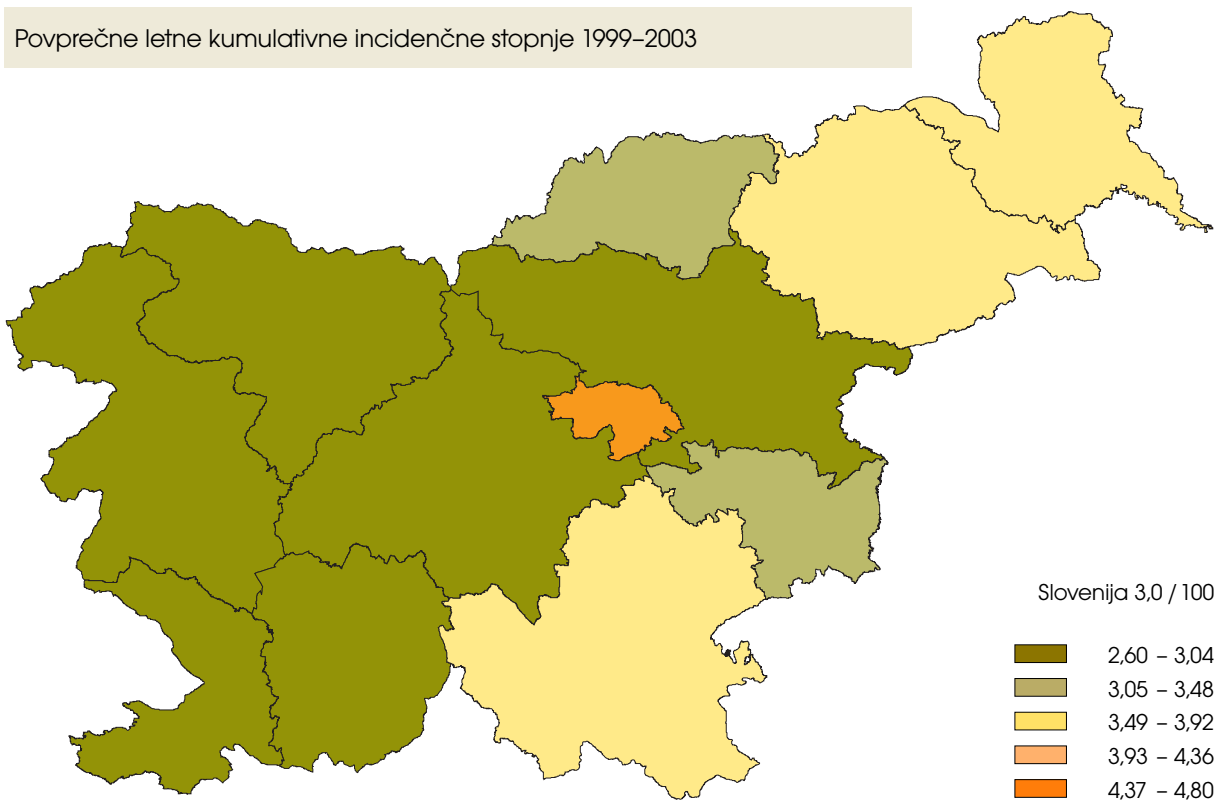 Povprečne letne kumulativne incidenčne stopnje 1999–2003
Slovenija 3,0 / 100
2,60 – 3,04
3,05 – 3,48
3,49 – 3,92
3,93 – 4,36
4,37 – 4,80